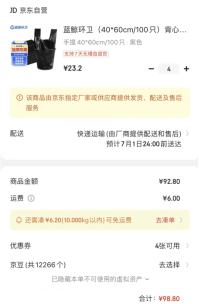 JD 京东自营
蓝鲸环卫（40*60cm/100只）背心...
手提 40*60cm/100只 · 黑色
支持7天无理由退货
¥23.2
4
该商品由京东指定厂家或供应商提供发货、配送及售后服务
配送
快递运输(由厂商提供配送和售后)
预计7月1日24:00前送达
商品金额
¥92.80
运费
¥6.00
还需凑¥6.20(10.000kg以内)可免运费
去凑单
优惠券
4张可用
京豆 (共12266个)
去选择
已隐藏本单不可使用的虚拟资产
合计：¥98.80